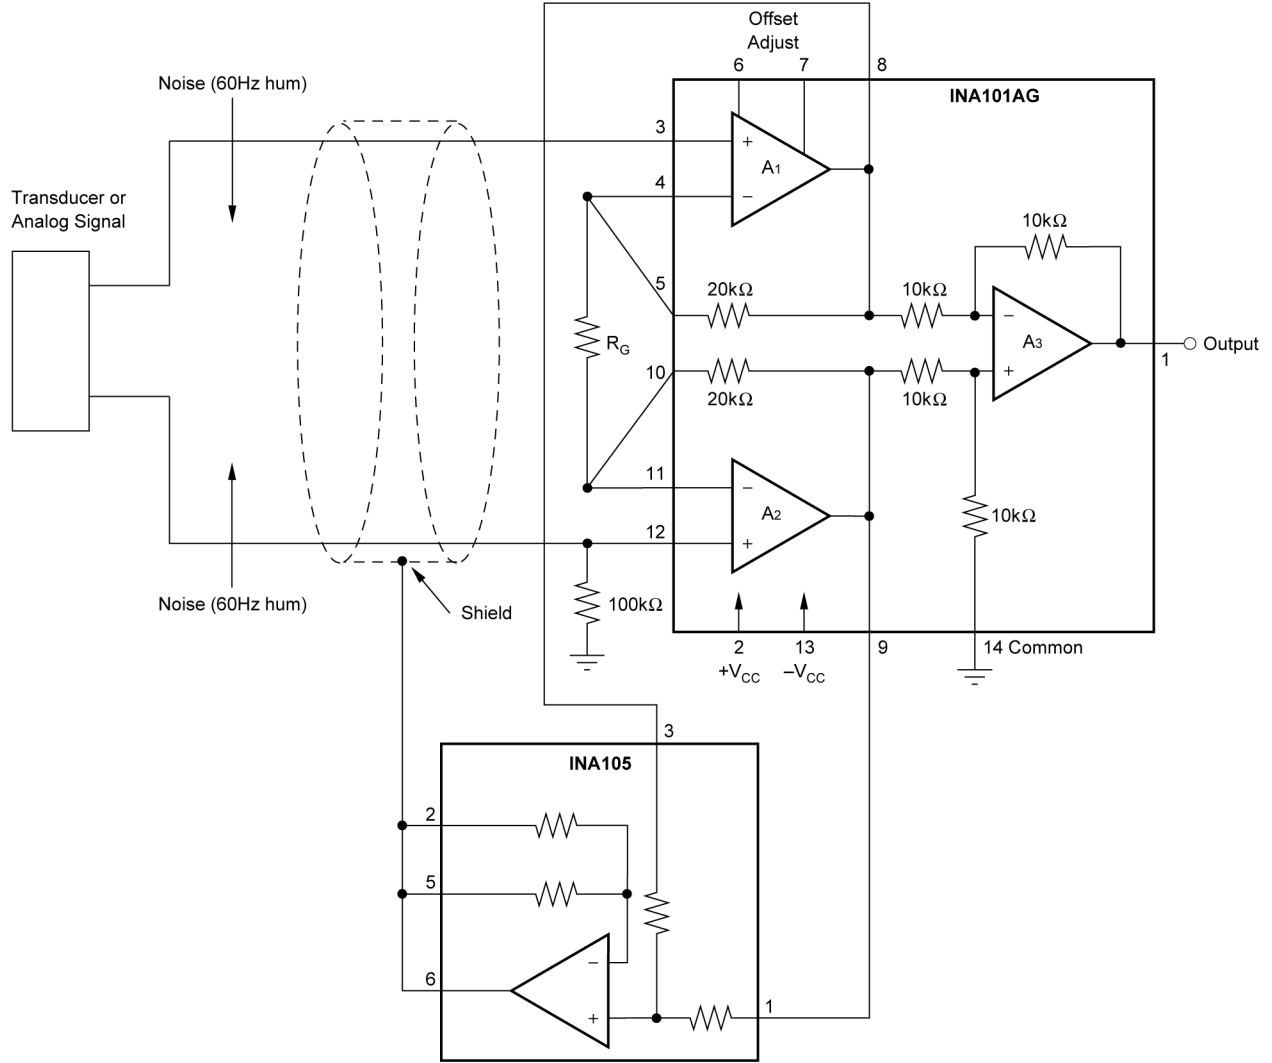 Offset
Adjust
6
7
8
INA101AG
Noise (60Hz hum)
3
+
A1
4
−
Transducer or
Analog Signal
10kΩ
5
20kΩ
10kΩ
−
A3
RG
Output
1
10
+
20kΩ
10kΩ
11
−
A2
10kΩ
12
+
Noise (60Hz hum)
Shield
100kΩ
2
13
9
14 Common
+VCC
–VCC
3
INA105
2
5
−
6
+
1